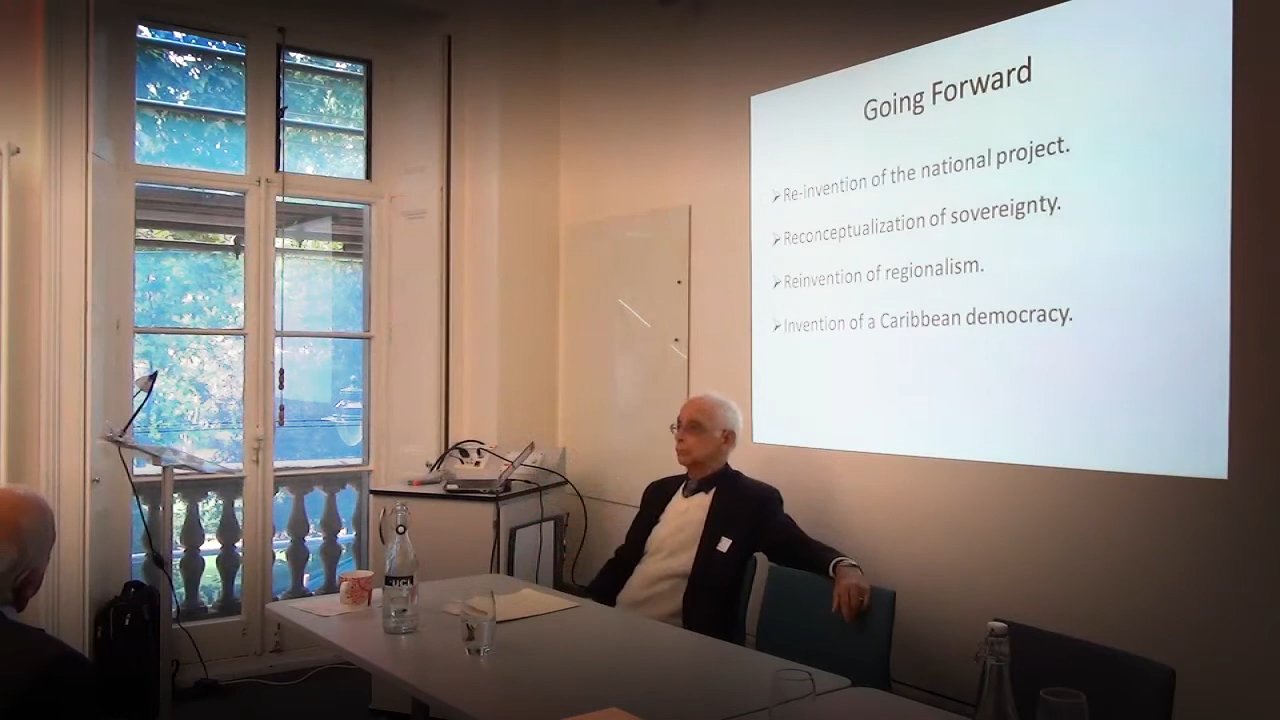 Going Forward
➢Re-invention of the national project.
➢Reconceptualization of sovereignty.
➢Reinvention of regionalism.
➢Invention of a Caribbean democracy.
UCL